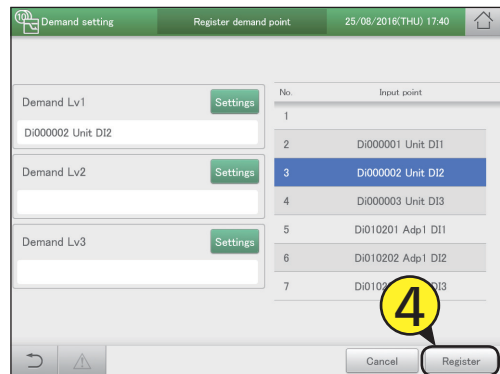 Demand setting
Register demand point
25/08/2016(THU) 17:40
Demand Lv1
Settings
Di000002 Unit DI2
Demand Lv2
Settings
Demand Lv3
Settings
No. Input point
1
2 Di000001 Unit DI1
3 Di000002 Unit DI2
4 Di000003 Unit DI3
5 Di010201 Adp1 DI1
6 Di010202 Adp1 DI2
7
4
Cancel
Register